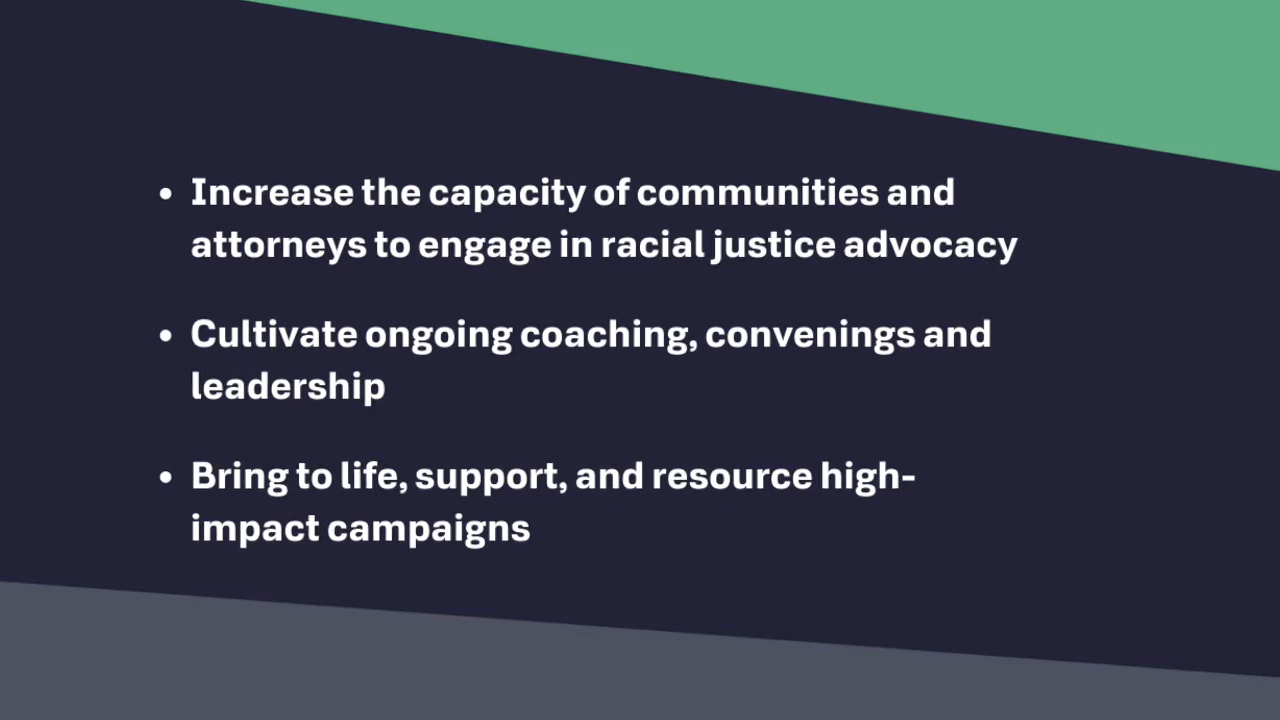 • Increase the capacity of communities and
attorneys to engage in racial justice advocacy
• Cultivate ongoing coaching, convenings and
leadership
• Bring to life, support, and resource high-
impact campaigns